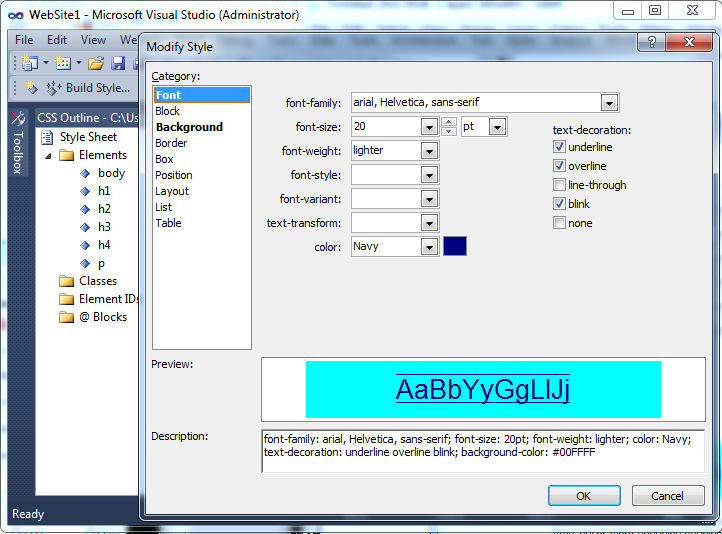 WebSite1 - Microsoft Visual Studio (Administrator)
File Edit View We
Build Style...
Toolbox
CSS Outline - C:\Us
Style Sheet
Elements
body
h1
h2
h3
h4
p
Classes
Element IDs
@ Blocks
Ready
Modify Style
?
Category:
Font
Block
Background
Border
Box
Position
Layout
List
Table
font-family: arial, Helvetica, sans-serif
font-size: 20 pt
font-weight: lighter
font-style:
font-variant:
text-transform:
color: Navy
text-decoration:
underline
overline
line-through
blink
none
Preview:
AaBbYyGgLlJj
Description:
font-family: arial, Helvetica, sans-serif; font-size: 20pt; font-weight: lighter; color: Navy;
text-decoration: underline overline blink; background-color: #00FFFF
OK Cancel